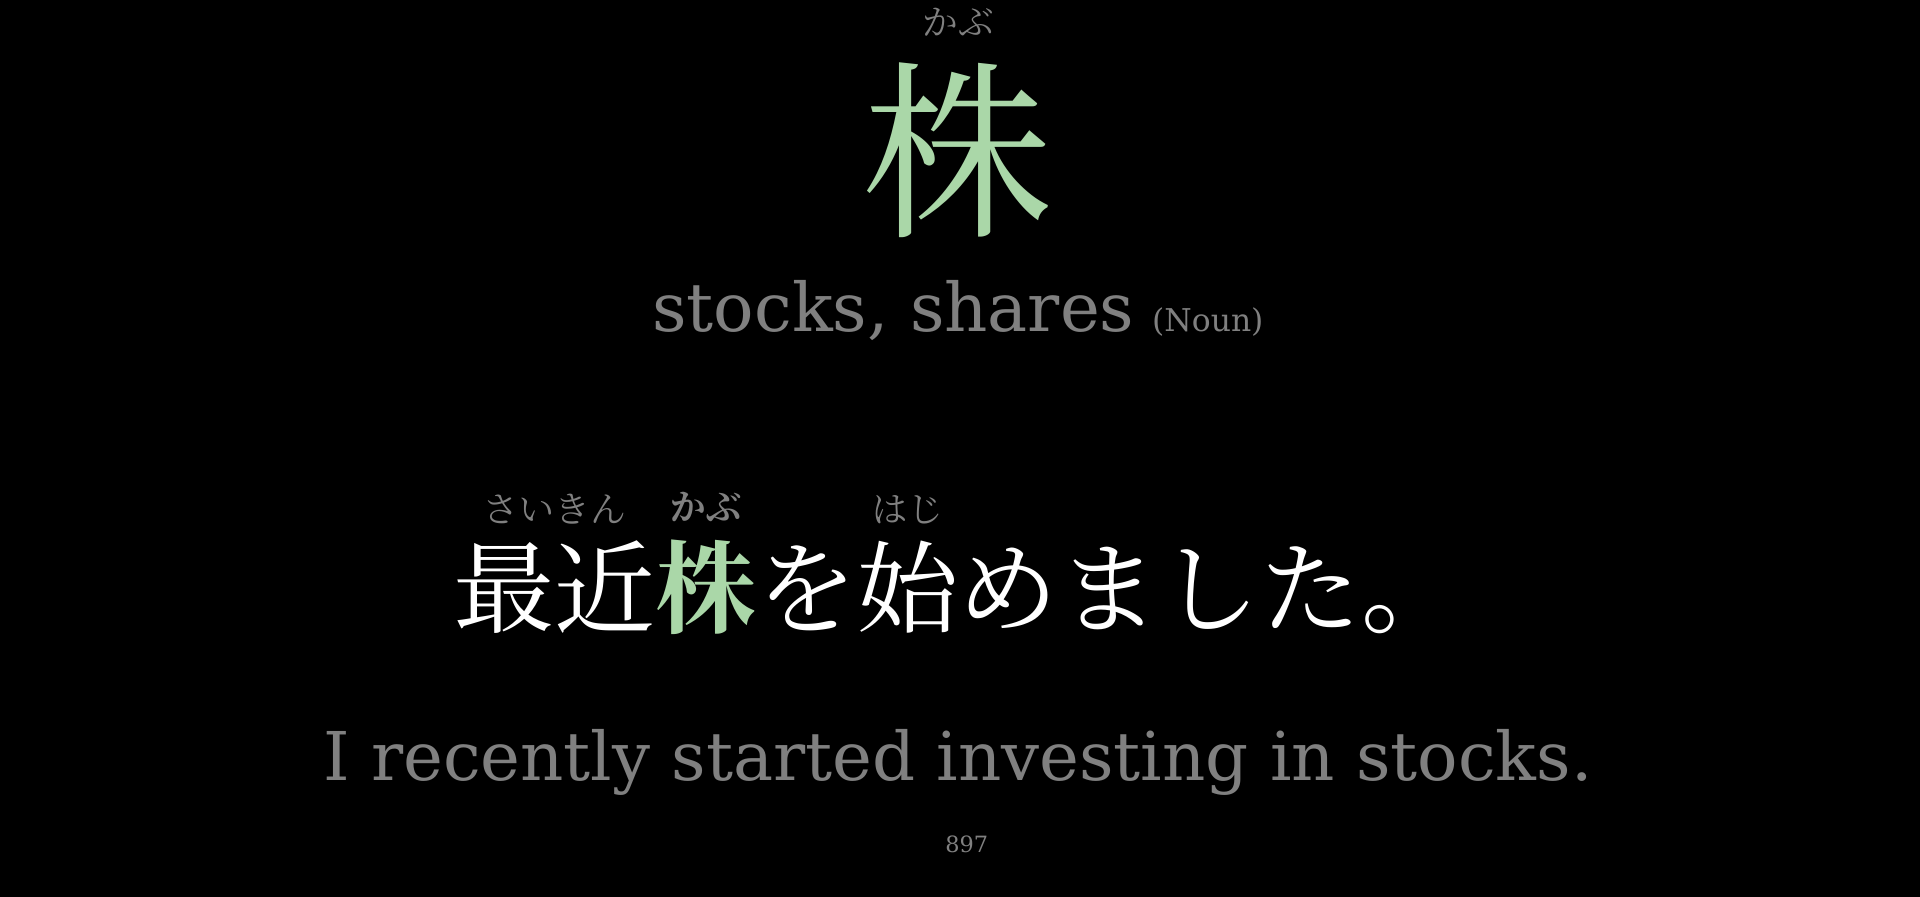 かぶ
株
stocks, shares (Noun)
さいきん かぶ はじ
最近株を始めました。
I recently started investing in stocks.
897